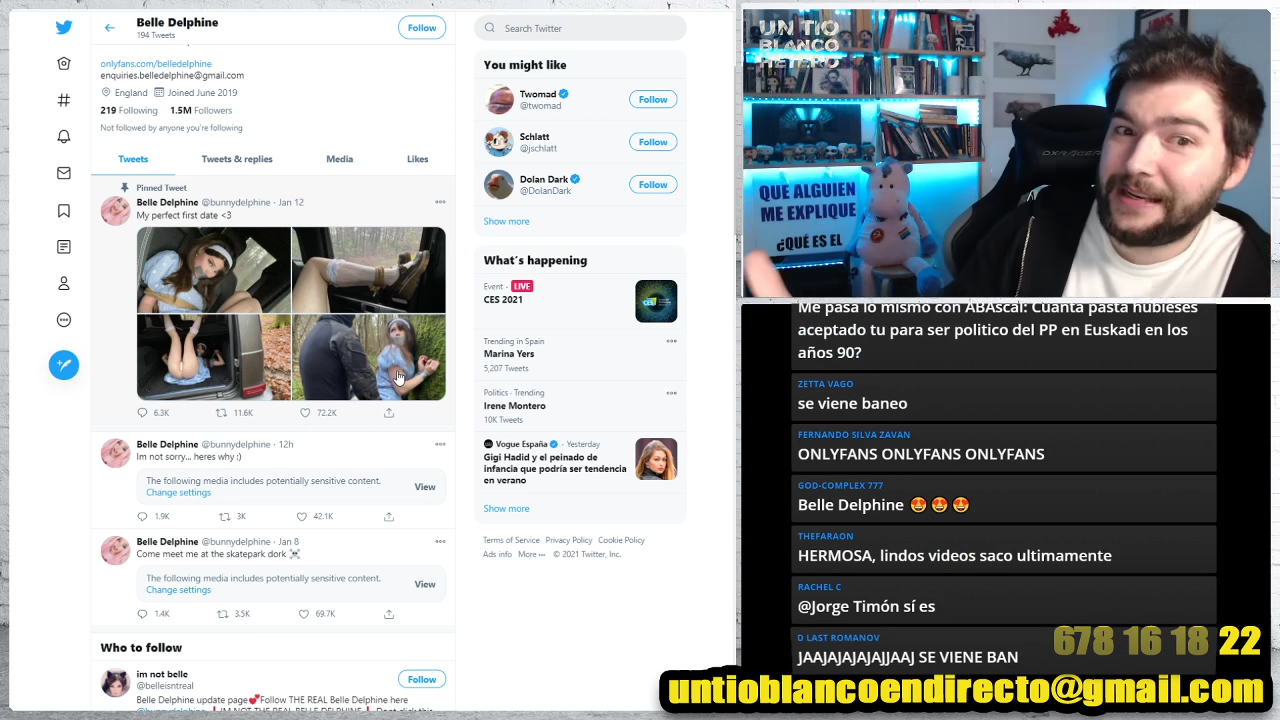 Belle Delphine
194 Tweets
Follow
onlyfans.com/belledelphine
enquiries.belledelphine@gmail.com
England Joined June 2019
219 Following 1.5M Followers
Not followed by anyone you're following
Tweets Tweets & replies Media Likes
Pinned Tweet
Belle Delphine @bunnydelphine · Jan 12
My perfect first date <3
6.3K 11.6K 72.2K
Belle Delphine @bunnydelphine · 12h
Im not sorry... heres why :)
The following media includes potentially sensitive content.
Change settings
View
1.9K 3K 42.1K
Belle Delphine @bunnydelphine · Jan 8
Come meet me at the skatepark dork ☠️
The following media includes potentially sensitive content.
Change settings
View
1.4K 3.5K 69.7K
Who to follow
im not belle
@belleisntreal
Follow
Belle Delphine update page💕Follow THE REAL Belle Delphine here
Search Twitter
You might like
Twomad
@twomad
Follow
Schlatt
@jschlatt
Follow
Dolan Dark
@DolanDark
Follow
Show more
What's happening
Event · LIVE
CES 2021
Trending in Spain
Marina Yers
5,207 Tweets
Politics · Trending
Irene Montero
10K Tweets
Vogue España · Yesterday
Gigi Hadid y el peinado de
infancia que podría ser tendencia
en verano
Show more
Terms of Service Privacy Policy Cookie Policy
Ads info More ··· © 2021 Twitter, Inc.
UN TIO
BLANCO
HETERO
QUE ALGUIEN
ME EXPLIQUE
¿QUÉ ES EL
DXRACER
Me pasa lo mismo con ABAscal: Cuanta pasta hubieses
aceptado tu para ser politico del PP en Euskadi en los
años 90?
ZETTA VAGO
se viene baneo
FERNANDO SILVA ZAVAN
ONLYFANS ONLYFANS ONLYFANS
GOD-COMPLEX 777
Belle Delphine 🤩 🤩 🤩
THEFARAON
HERMOSA, lindos videos saco ultimamente
RACHEL C
@Jorge Timón sí es
D LAST ROMANOV
JAAJAJAJAJAJJAAJ SE VIENE BAN
678 16 18 22
untioblancoendirecto@gmail.com